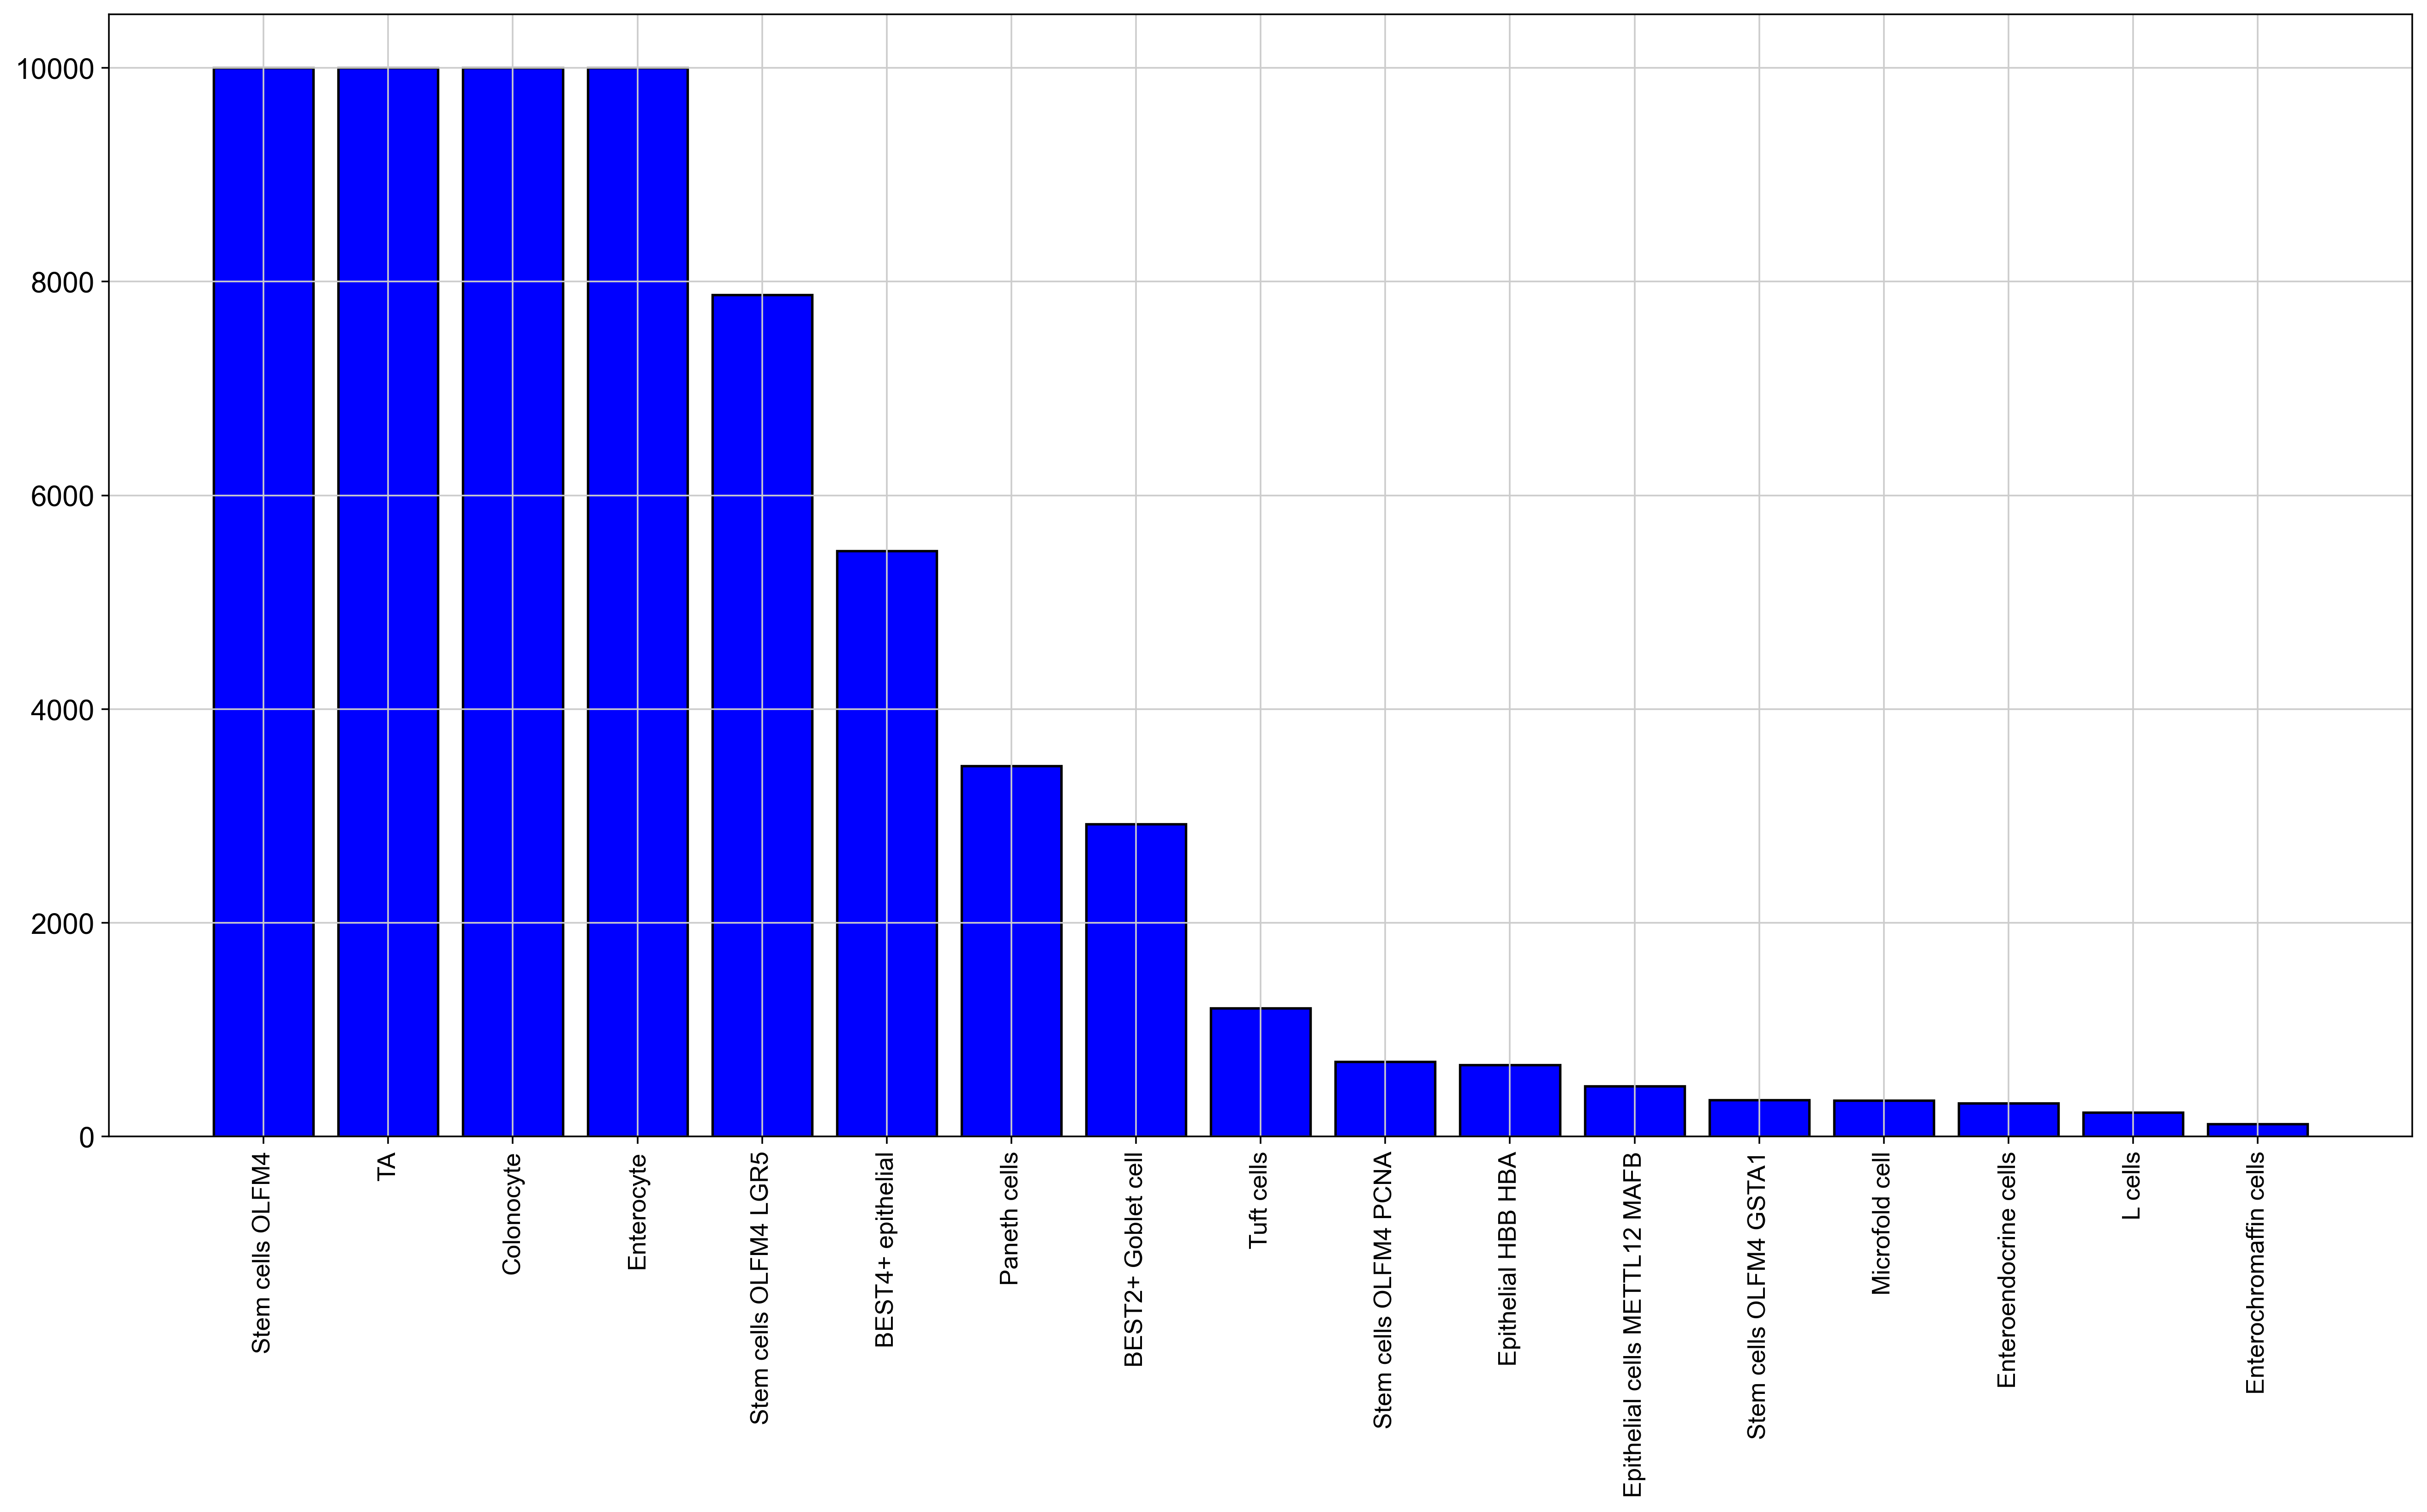 10000
8000
6000
4000
2000
0
Stem cells OLFM4
TA
Colonocyte
Enterocyte
Stem cells OLFM4 LGR5
BEST4+ epithelial
Paneth cells
BEST2+ Goblet cell
Tuft cells
Stem cells OLFM4 PCNA
Epithelial HBB HBA
Epithelial cells METTL12 MAFB
Stem cells OLFM4 GSTA1
Microfold cell
Enteroendocrine cells
L cells
Enterochromaffin cells